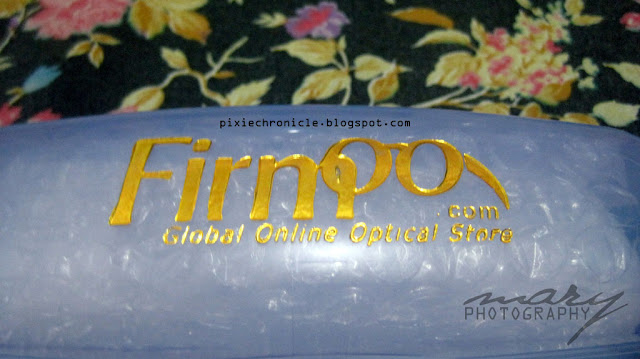 pixiechronicle.blogspot.com
Firmoo
.com
Global Online Optical Store
mary
PHOTOGRAPHY